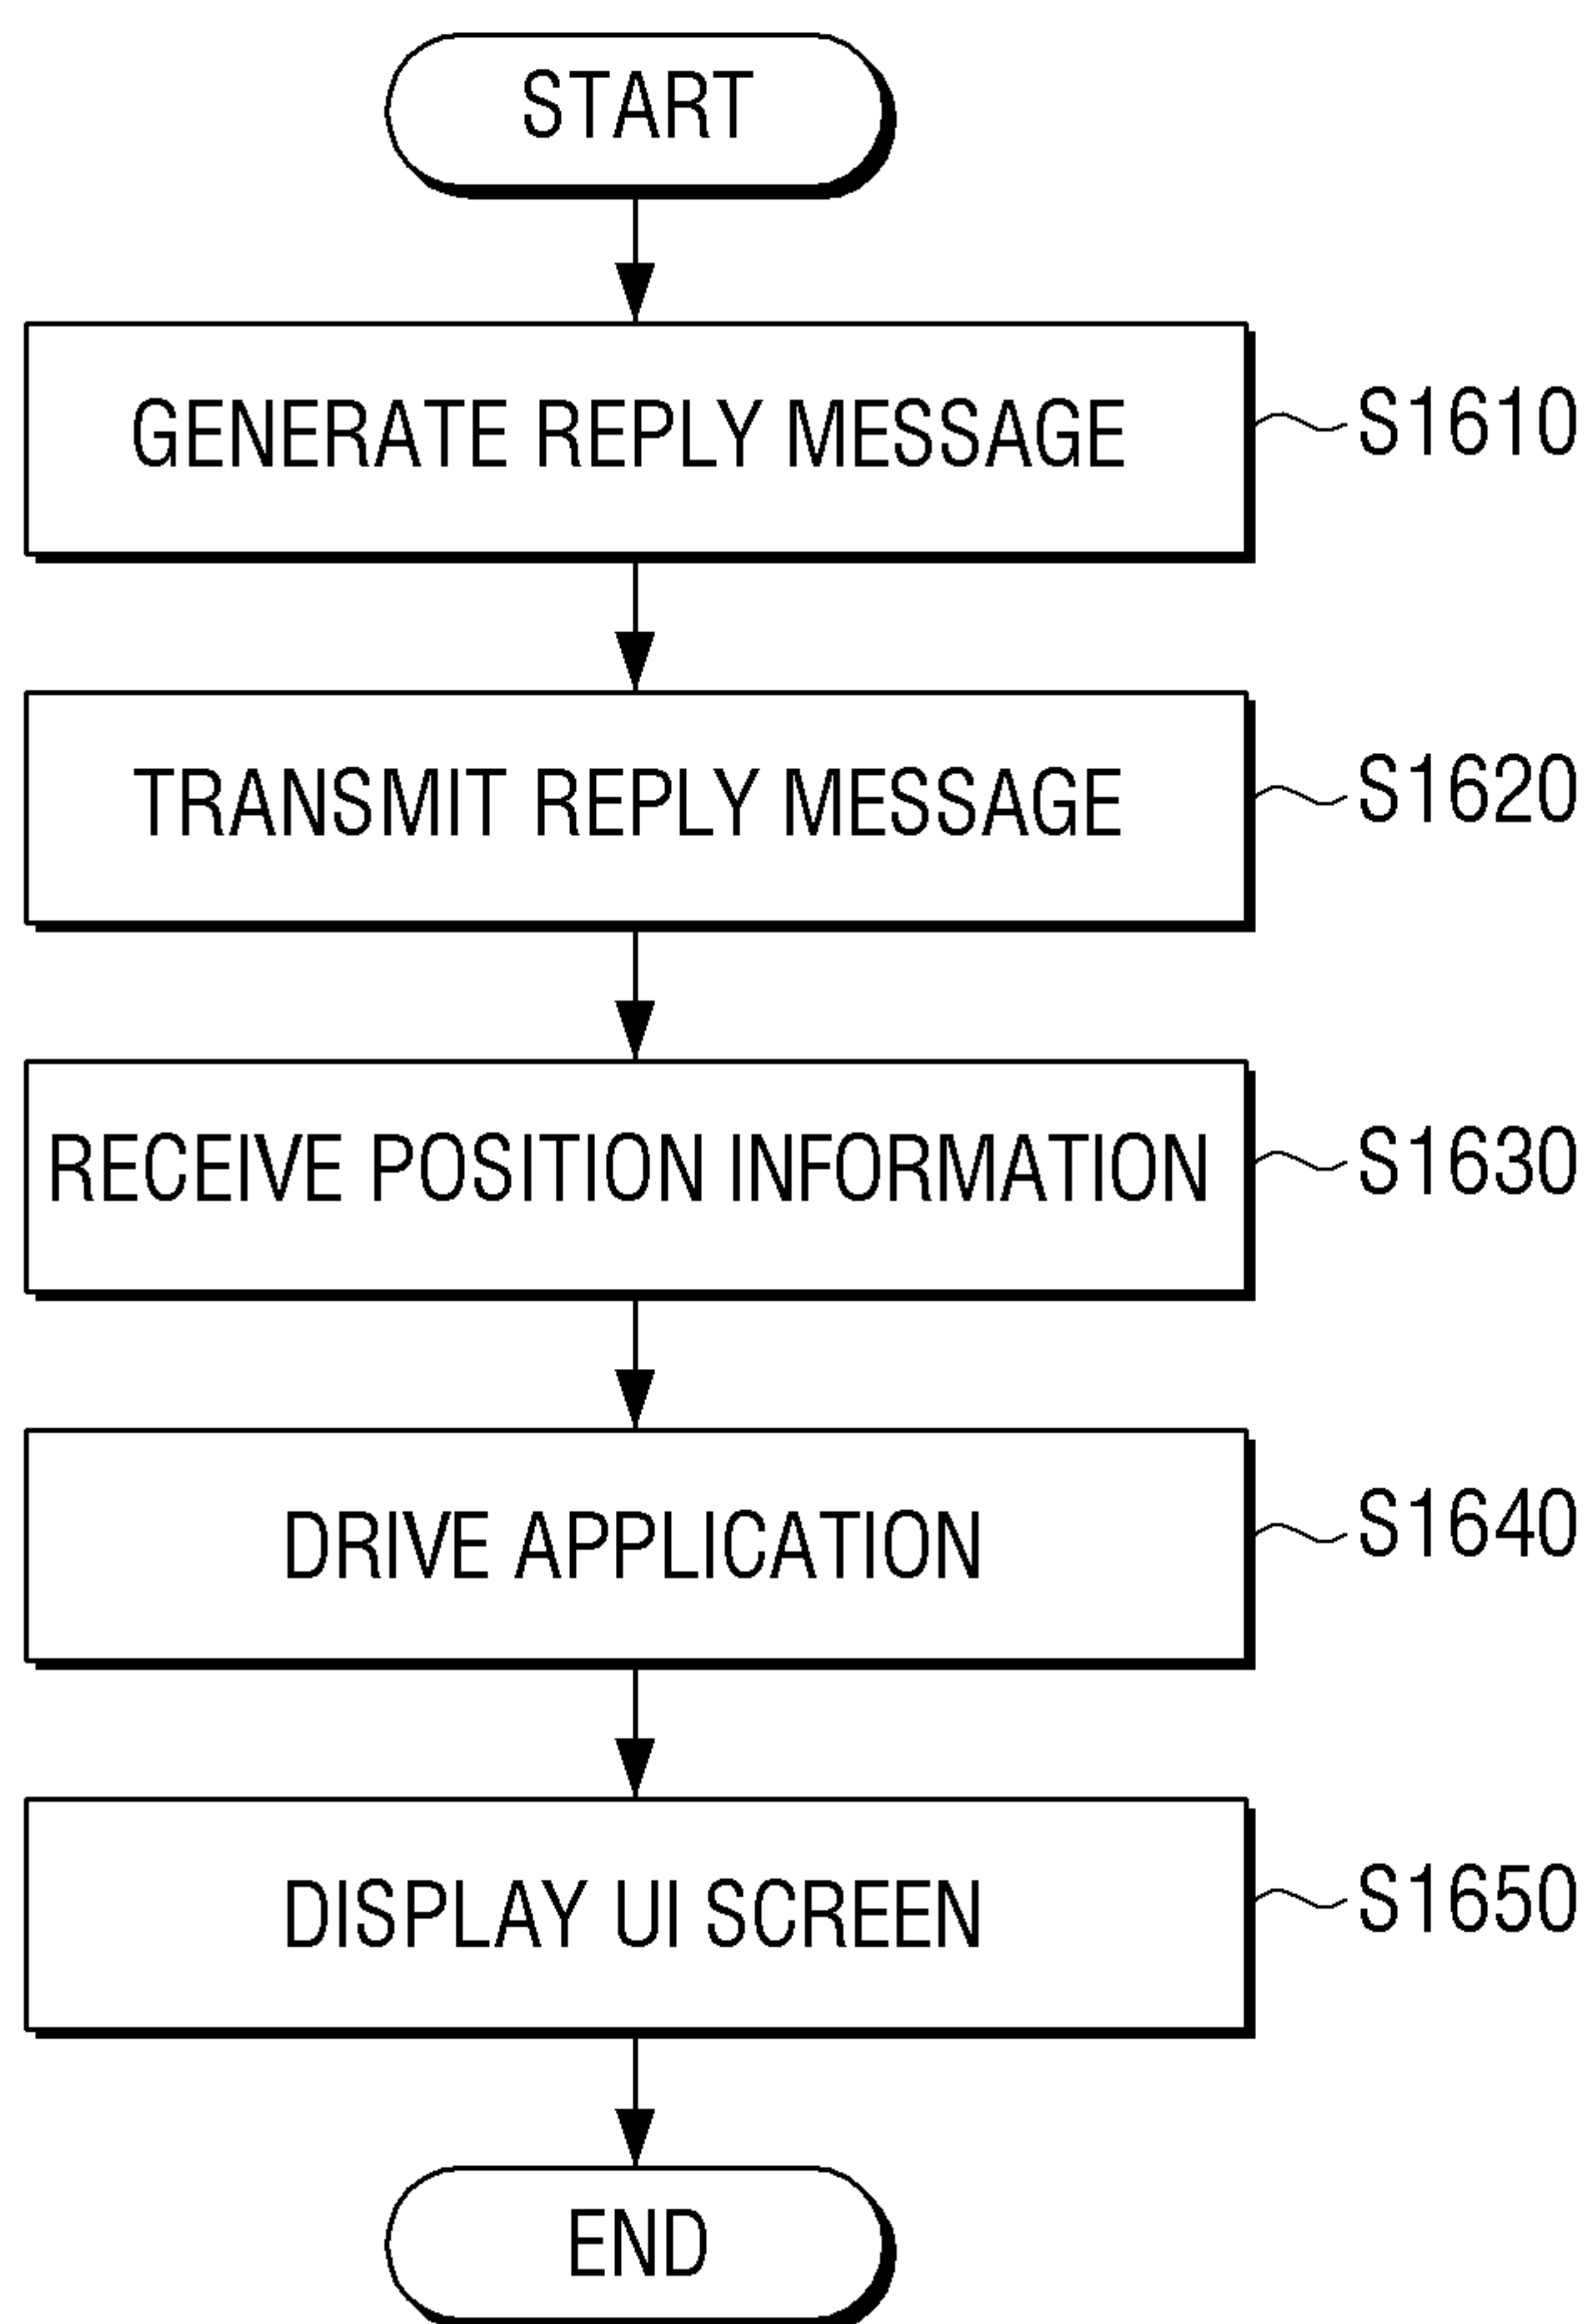 START
GENERATE REPLY MESSAGE
S1610
TRANSMIT REPLY MESSAGE
S1620
RECEIVE POSITION INFORMATION
S1630
DRIVE APPLICATION
S1640
DISPLAY UI SCREEN
S1650
END